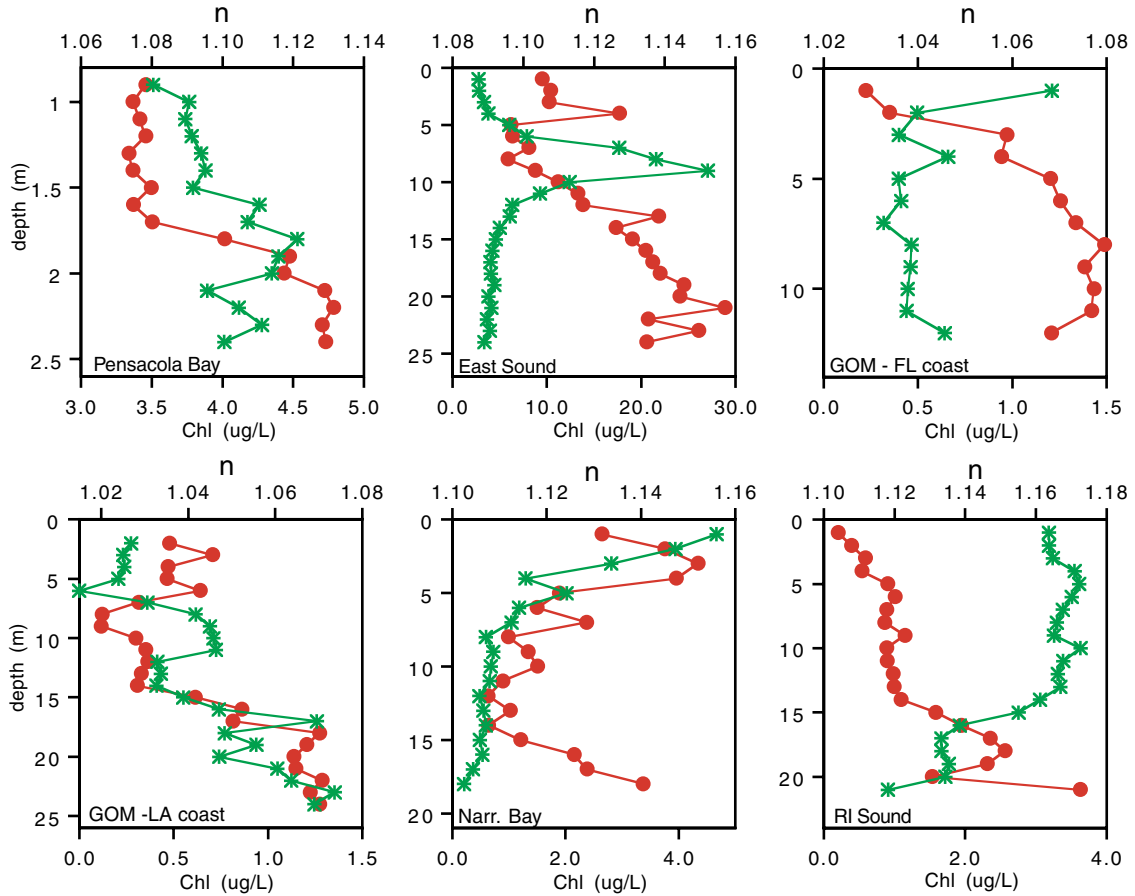 n n n
1.06 1.08 1.10 1.12 1.14 1.08 1.10 1.12 1.14 1.16 1.02 1.04 1.06 1.08
0 0
1 5
1.5 10 5
depth (m)
2 15
20 10
2.5 25
Pensacola Bay East Sound GOM - FL coast
3.0 3.5 4.0 4.5 5.0 0.0 10.0 20.0 30.0 0.0 0.5 1.0 1.5
Chl (ug/L) Chl (ug/L) Chl (ug/L)
n n n
1.02 1.04 1.06 1.08 1.10 1.12 1.14 1.16 1.10 1.12 1.14 1.16 1.18
0 0 0
5 5 5
10 10 10
depth (m)
15 15 15
20 20
25 20
GOM -LA coast Narr. Bay RI Sound
0.0 0.5 1.0 1.5 0.0 2.0 4.0 0.0 2.0 4.0
Chl (ug/L) Chl (ug/L) Chl (ug/L)